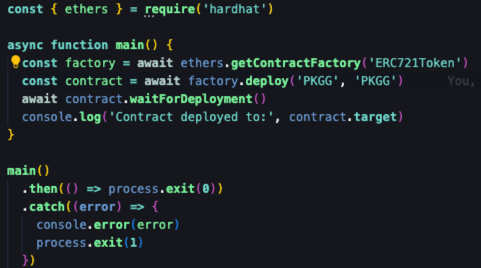 const { ethers } = require('hardhat')
async function main() {
const factory = await ethers.getContractFactory('ERC721Token')
const contract = await factory.deploy('PKGG', 'PKGG') You,
await contract.waitForDeployment()
console.log('Contract deployed to:', contract.target)
}
main()
.then(() => process.exit(0))
.catch((error) => {
console.error(error)
process.exit(1)
})